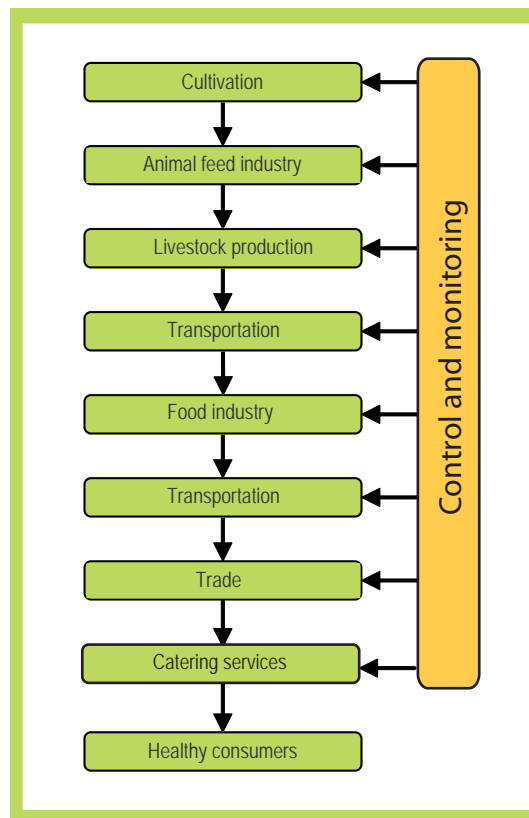 Cultivation
Animal feed industry
Livestock production
Transportation
Food industry
Transportation
Trade
Catering services
Healthy consumers
Control and monitoring